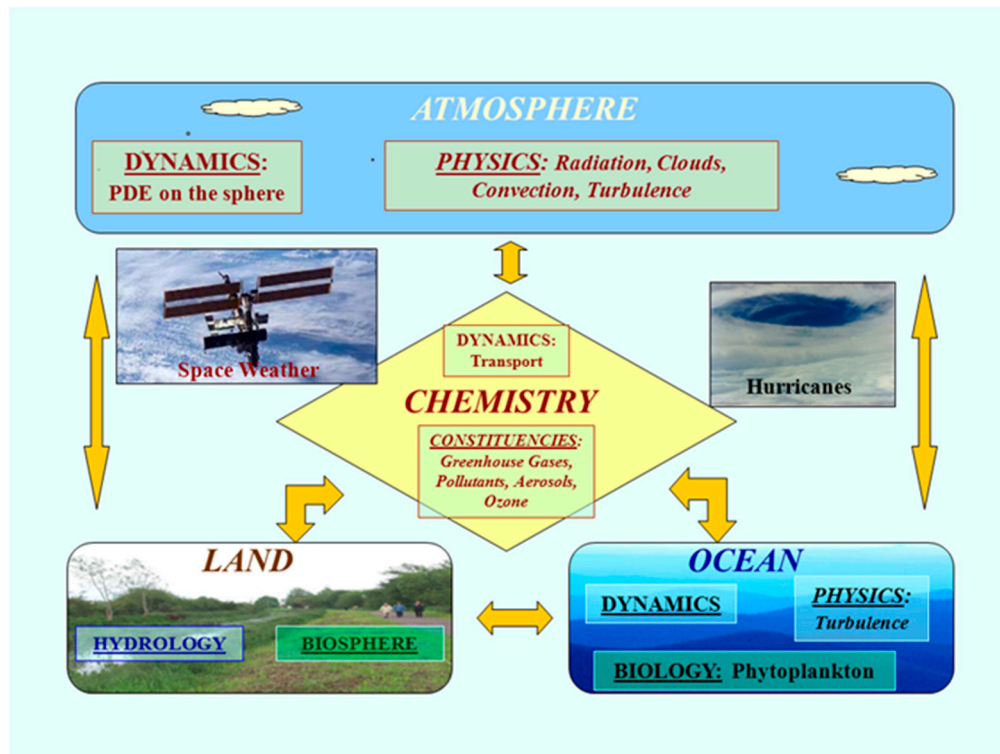 ATMOSPHERE
DYNAMICS:
PDE on the sphere
PHYSICS: Radiation, Clouds,
Convection, Turbulence
Space Weather
Hurricanes
DYNAMICS:
Transport
CHEMISTRY
CONSTITUENCIES:
Greenhouse Gases,
Pollutants, Aerosols,
Ozone
LAND
HYDROLOGY
BIOSPHERE
OCEAN
DYNAMICS
PHYSICS:
Turbulence
BIOLOGY: Phytoplankton